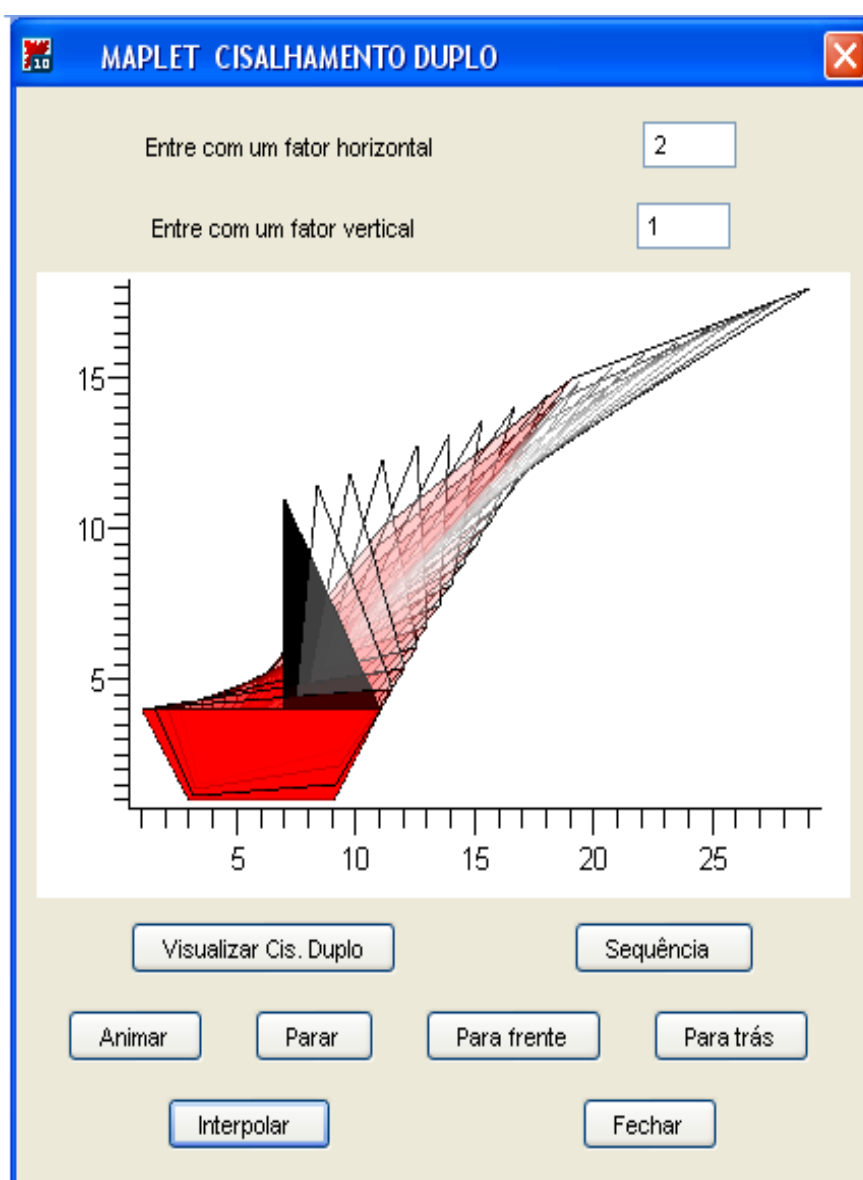 10
MAPLET CISALHAMENTO DUPLO
Entre com um fator horizontal
2
Entre com um fator vertical
1
15
10
5
5 10 15 20 25
Visualizar Cis. Duplo Sequência
Animar Parar Para frente Para trás
Interpolar Fechar